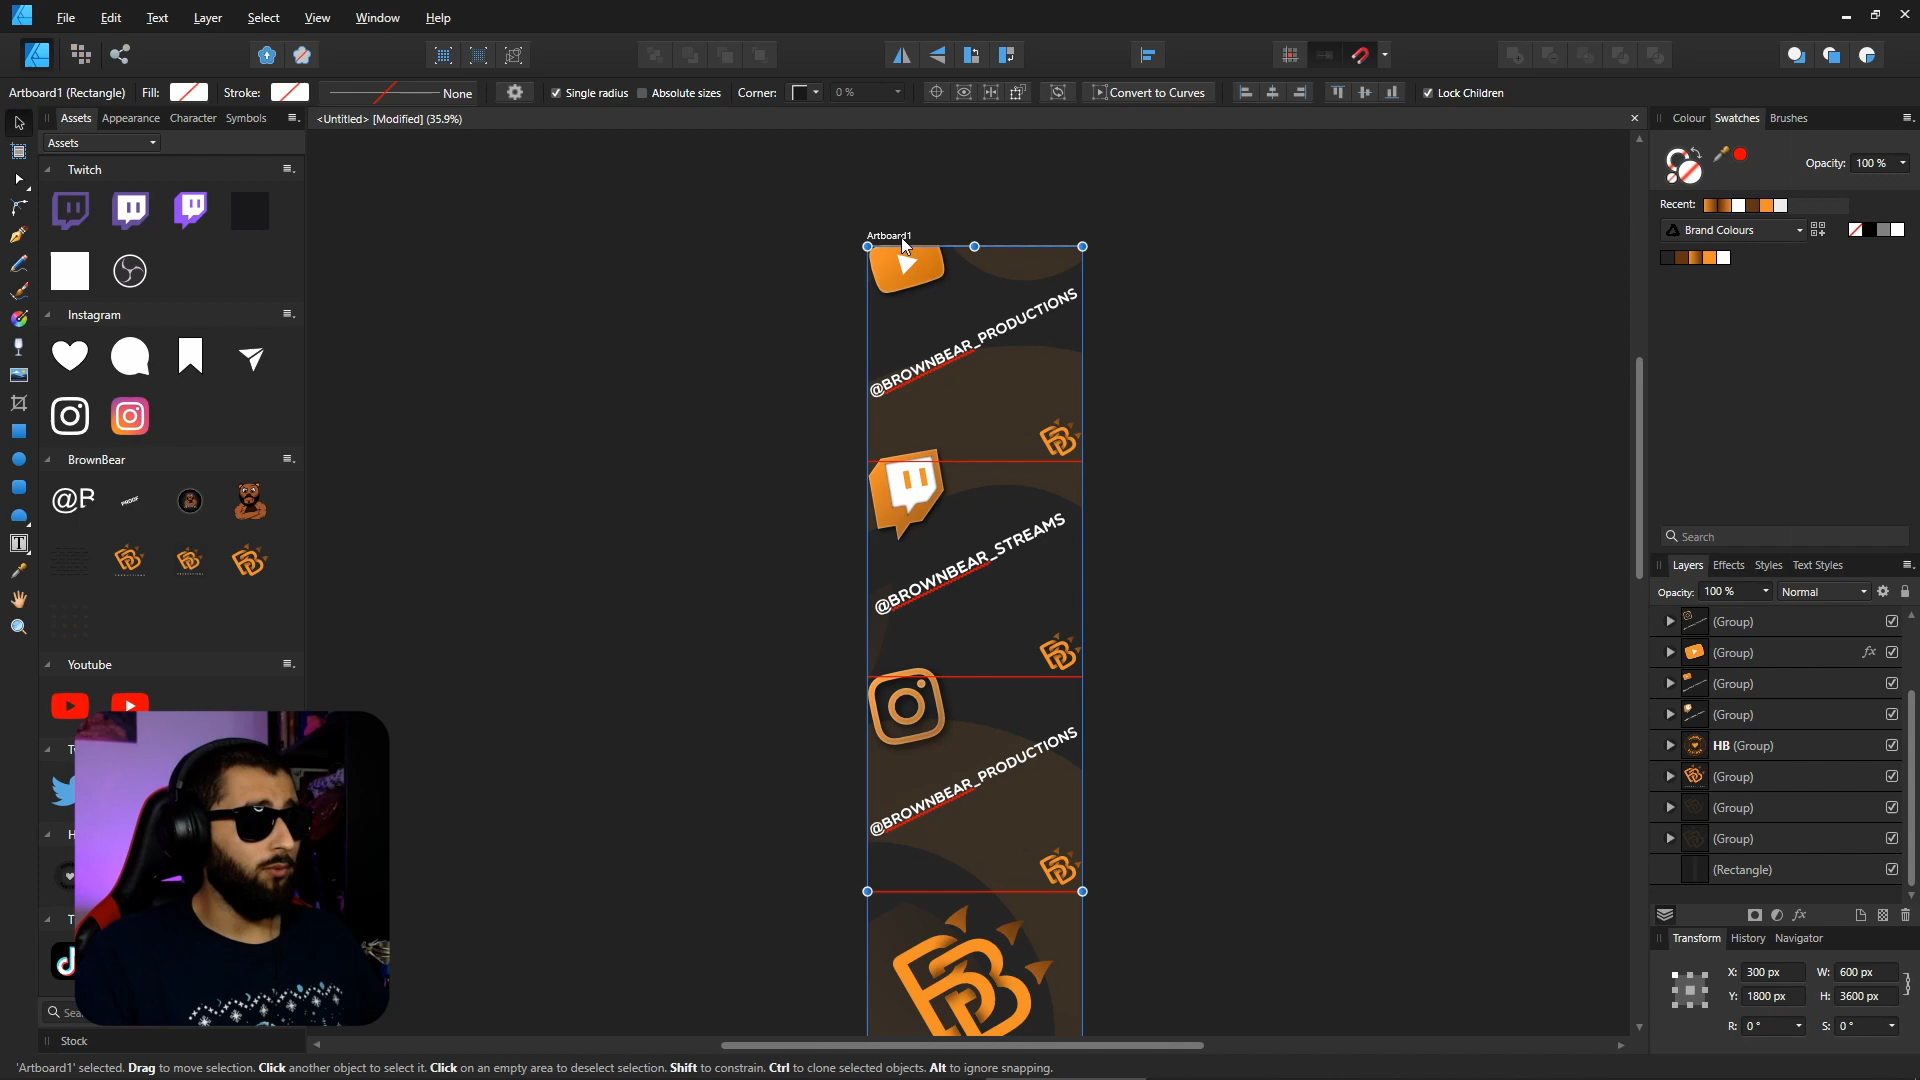 File Edit Text Layer Select View Window Help
Artboard1 (Rectangle) Fill: Stroke: None Single radius Absolute sizes Corner: 0 % Convert to Curves Lock Children
Assets Appearance Character Symbols
<Untitled> [Modified] (35.9%)
Colour Swatches Brushes
Assets
Twitch
Opacity: 100 %
Recent:
Brand Colours
Artboard1
Instagram
@BROWNBEAR_PRODUCTIONS
BrownBear
@B
PROOF
@BROWNBEAR_STREAMS
Search
Layers Effects Styles Text Styles
Opacity: 100 % Normal
(Group)
(Group) fx
(Group)
(Group)
HB (Group)
(Group)
(Group)
(Group)
(Rectangle)
Youtube
@BROWNBEAR_PRODUCTIONS
fx
Transform History Navigator
X: 300 px W: 600 px
Y: 1800 px H: 3600 px
R: 0 ° S: 0 °
Stock
'Artboard1' selected. Drag to move selection. Click another object to select it. Click on an empty area to deselect selection. Shift to constrain. Ctrl to clone selected objects. Alt to ignore snapping.